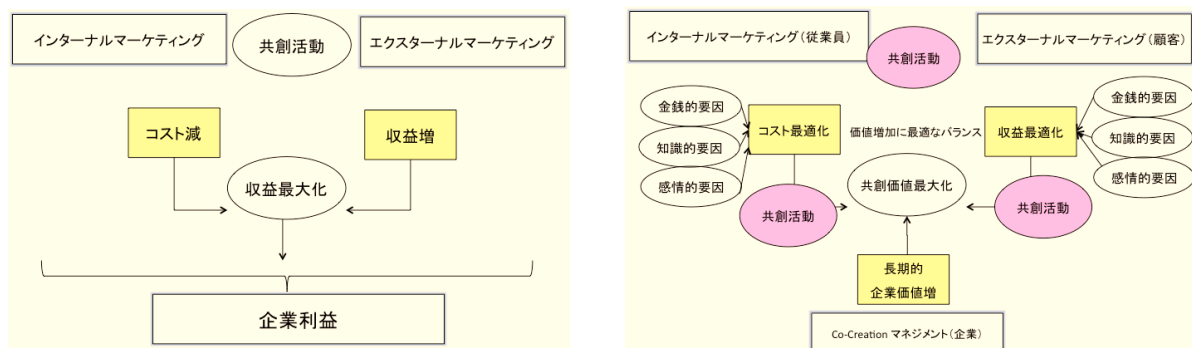 インターナルマーケティング
共創活動
エクスターナルマーケティング
コスト減
収益増
収益最大化
企業利益
インターナルマーケティング（従業員）
共創活動
エクスターナルマーケティング（顧客）
金銭的要因
知識的要因
感情的要因
コスト最適化
価値増加に最適なバランス
収益最適化
金銭的要因
知識的要因
感情的要因
共創活動
共創価値最大化
共創活動
長期的
企業価値増
Co-Creation マネジメント（企業）